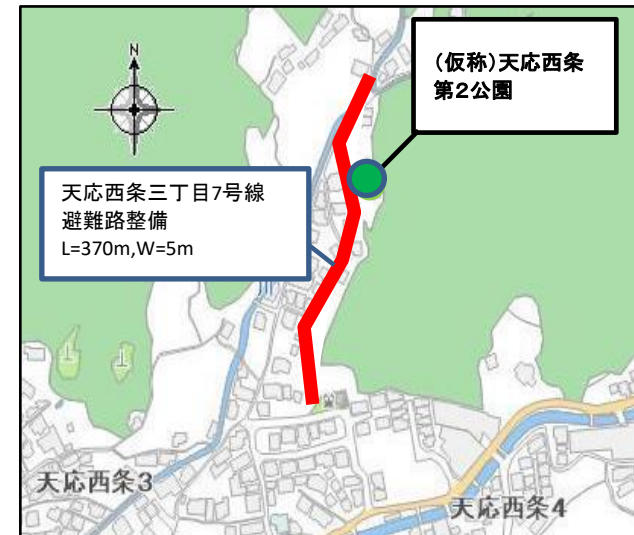 N
(仮称)天応西条
第2公園
天応西条三丁目7号線
避難路整備
L=370m,W=5m
天応西条3
天応西条4